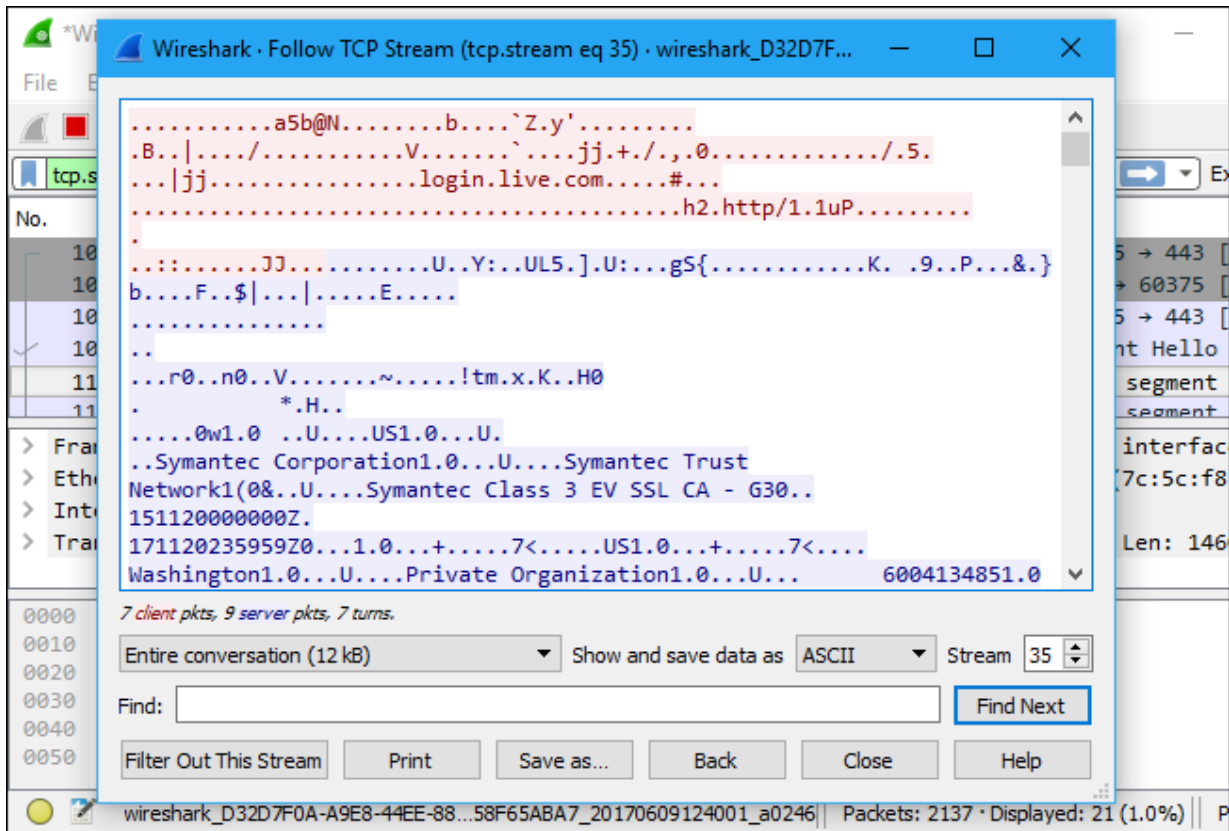 *Wi
Wireshark · Follow TCP Stream (tcp.stream eq 35) · wireshark_D32D7F...
File E
tcp.s
Ex
No.
10
10
10
10
11
11
5 → 443 [
→ 60375 [
5 → 443 [
nt Hello
segment
segment
...........a5b@N........b....`Z.y'.........
.B..|..../...........V.......`....jj.+./.,.0............./.5.
...|jj................login.live.com.....#...
..........................................h2.http/1.1uP.........
.
..::......JJ.............U..Y:..UL5.].U:...gS{............K. .9..P...&.}
b....F..$|...|.....E.....
...............
..
...r0..n0..V.......~.....!tm.x.K..H0
. *.H..
.....0w1.0 ..U....US1.0...U.
..Symantec Corporation1.0...U....Symantec Trust
Network1(0&..U....Symantec Class 3 EV SSL CA - G30..
151120000000Z.
171120235959Z0...1.0...+.....7<.....US1.0...+.....7<....
Washington1.0...U....Private Organization1.0...U... 6004134851.0
> Fra
> Eth
> Int
> Tra
interfac
(7c:5c:f8
Len: 146
7 client pkts, 9 server pkts, 7 turns.
Entire conversation (12 kB) Show and save data as ASCII Stream 35
Find: Find Next
Filter Out This Stream Print Save as... Back Close Help
0000
0010
0020
0030
0040
0050
wireshark_D32D7F0A-A9E8-44EE-88...58F65ABA7_20170609124001_a0246 Packets: 2137 · Displayed: 21 (1.0%) P